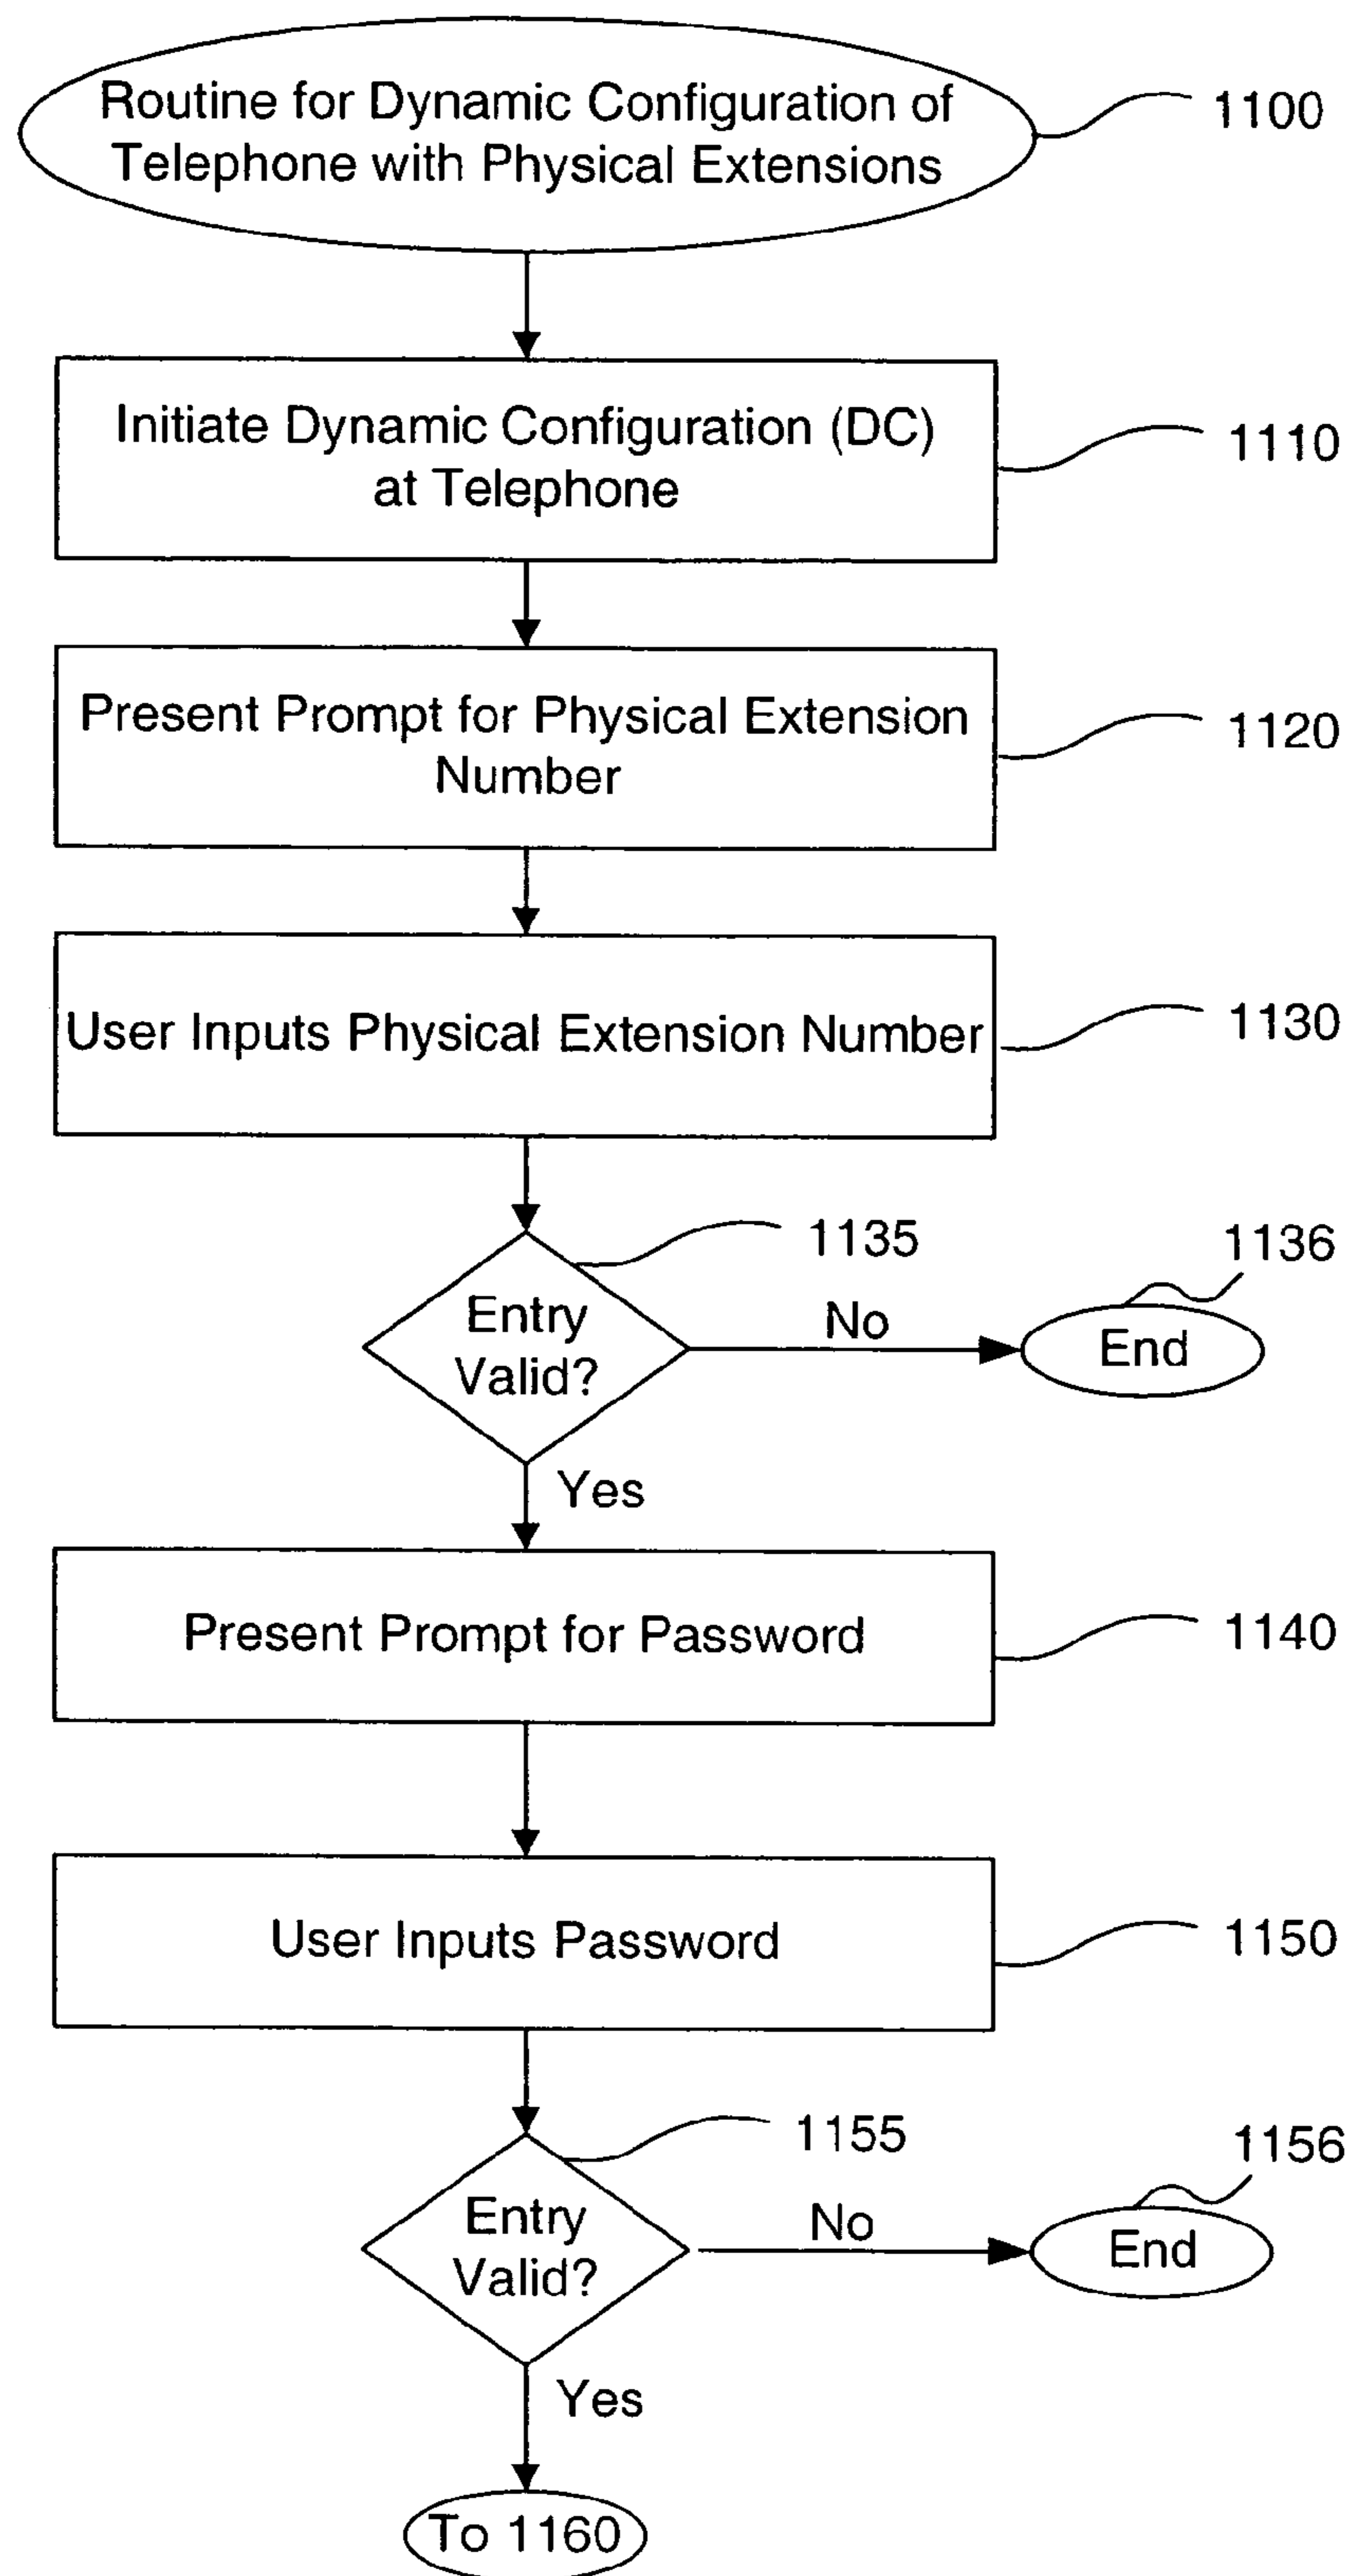 Routine for Dynamic Configuration of
Telephone with Physical Extensions
1100
Initiate Dynamic Configuration (DC)
at Telephone
1110
Present Prompt for Physical Extension
Number
1120
User Inputs Physical Extension Number
1130
1135
1136
Entry
Valid?
No
End
Yes
Present Prompt for Password
1140
User Inputs Password
1150
1155
1156
Entry
Valid?
No
End
Yes
To 1160